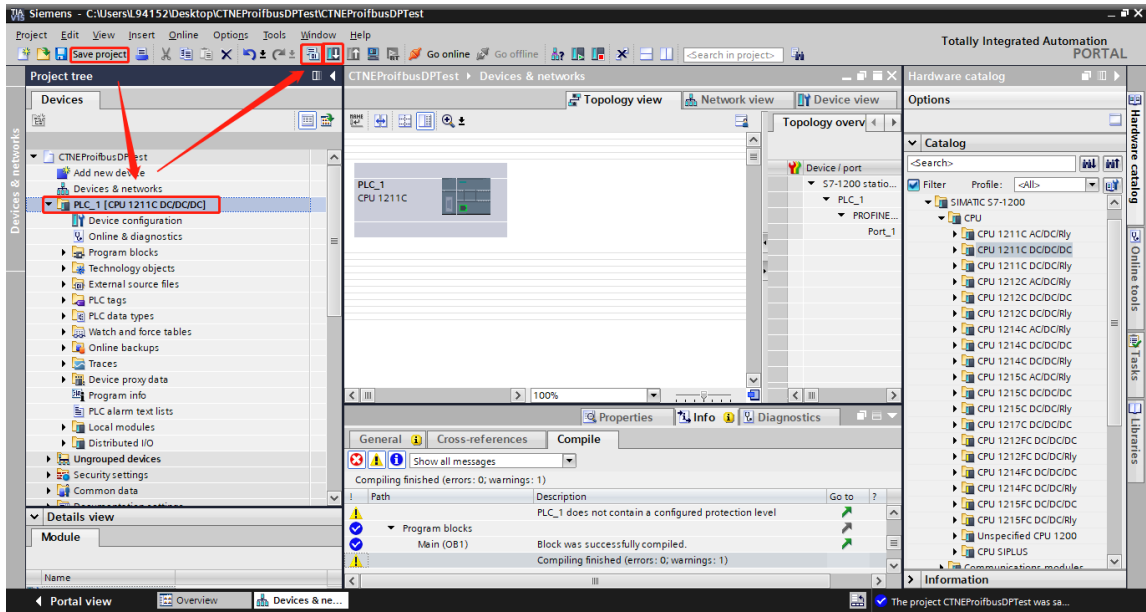 Siemens - C:\Users\L94152\Desktop\CTNEProifbusDPTest\CTNEProifbusDPTest
Project Edit View Insert Online Options Tools Window Help
Totally Integrated Automation
PORTAL
Save project
Go online
Go offline
<Search in project>
Project tree
Devices
Devices & networks
CTNEProifbusDPTest
Add new device
Devices & networks
PLC_1 [CPU 1211C DC/DC/DC]
Device configuration
Online & diagnostics
Program blocks
Technology objects
External source files
PLC tags
PLC data types
Watch and force tables
Online backups
Traces
Device proxy data
Program info
PLC alarm text lists
Local modules
Distributed I/O
Ungrouped devices
Security settings
Common data
Documentation settings
Details view
Module
Name
CTNEProifbusDPTest
Devices & networks
Topology view
Network view
Device view
PLC_1
CPU 1211C
100%
Topology overv
Device / port
S7-1200 statio...
PLC_1
PROFINE...
Port_1
Properties
Info
Diagnostics
General
Cross-references
Compile
Show all messages
Compiling finished (errors: 0; warnings: 1)
! Path Description Go to ?
PLC_1 does not contain a configured protection level
Program blocks
Main (OB1) Block was successfully compiled.
Compiling finished (errors: 0; warnings: 1)
Hardware catalog
Options
Catalog
<Search>
Filter Profile: <All>
SIMATIC S7-1200
CPU
CPU 1211C AC/DC/Rly
CPU 1211C DC/DC/DC
CPU 1211C DC/DC/Rly
CPU 1212C AC/DC/Rly
CPU 1212C DC/DC/DC
CPU 1212C DC/DC/Rly
CPU 1214C AC/DC/Rly
CPU 1214C DC/DC/DC
CPU 1214C DC/DC/Rly
CPU 1215C AC/DC/Rly
CPU 1215C DC/DC/DC
CPU 1215C DC/DC/Rly
CPU 1217C DC/DC/DC
CPU 1212FC DC/DC/DC
CPU 1212FC DC/DC/Rly
CPU 1214FC DC/DC/DC
CPU 1214FC DC/DC/Rly
CPU 1215FC DC/DC/DC
CPU 1215FC DC/DC/Rly
Unspecified CPU 1200
CPU SIPLUS
Communications modules
Information
Hardware catalog
Online tools
Tasks
Libraries
Portal view
Overview
Devices & ne...
The project CTNEProifbusDPTest was sa...